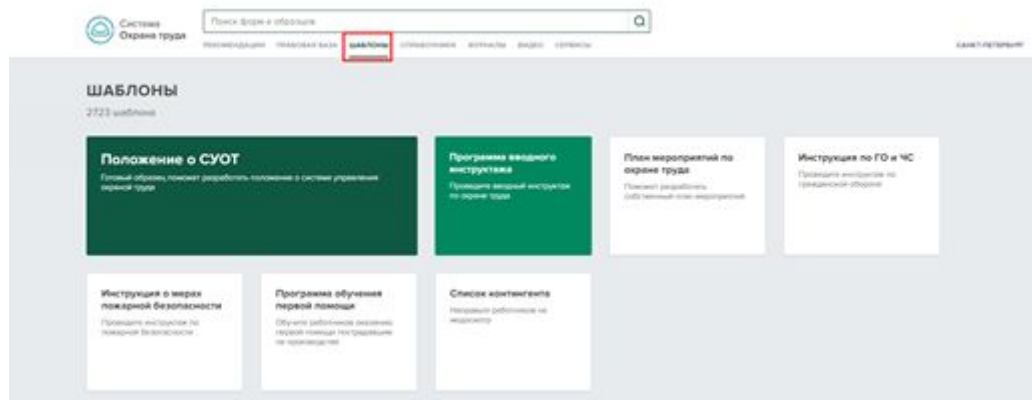 Система
Охрана труда
Поиск форм и образцов
РЕКОМЕНДАЦИИ ПРАВОВАЯ БАЗА ШАБЛОНЫ СПРАВОЧНИКИ ЖУРНАЛЫ ВИДЕО СЕРВИСЫ
САНКТ-ПЕТЕРБУРГ
ШАБЛОНЫ
2723 шаблона
Положение о СУОТ
Готовый образец поможет разработать положение о системе управления
охраной труда
Программа вводного
инструктажа
Проведите вводный инструктаж
по охране труда
План мероприятий по
охране труда
Поможет разработать
собственный план мероприятий
Инструкция по ГО и ЧС
Проведите инструктаж по
гражданской обороне
Инструкция о мерах
пожарной безопасности
Проведите инструктаж по
пожарной безопасности
Программа обучения
первой помощи
Обучите работников оказанию
первой помощи пострадавшим
на производстве
Список контингента
Направьте работников на
медосмотр